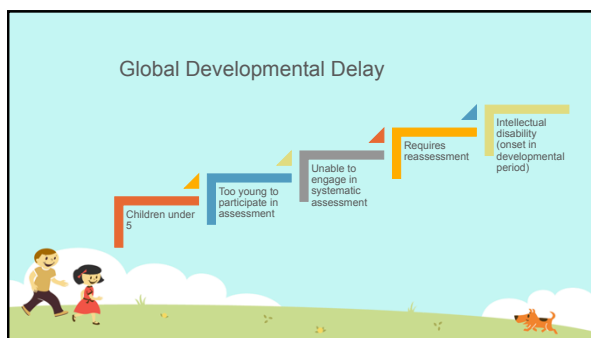 Global Developmental Delay
Children under
5
Too young to
participate in
assessment
Unable to
engage in
systematic
assessment
Requires
reassessment
Intellectual
disability
(onset in
developmental
period)